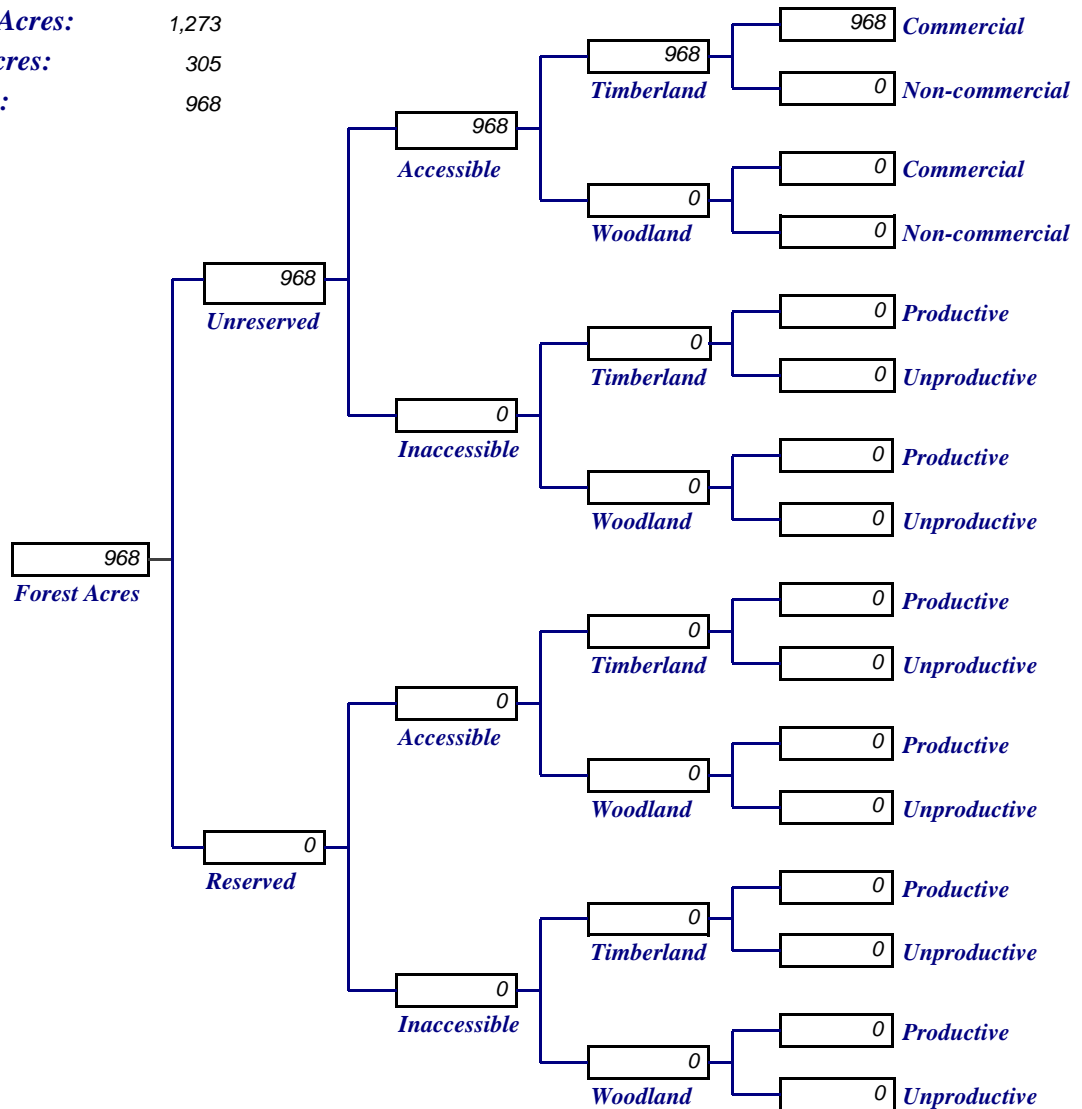 Acres: 1,273
cres: 305
: 968
968 Commercial
968
Timberland
0 Non-commercial
968
Accessible
0 Commercial
0
Woodland
0 Non-commercial
968
Unreserved
0 Productive
0
Timberland
0 Unproductive
0
Inaccessible
0 Productive
0
Woodland
0 Unproductive
968
Forest Acres
0 Productive
0
Timberland
0 Unproductive
0
Accessible
0 Productive
0
Woodland
0 Unproductive
0
Reserved
0 Productive
0
Timberland
0 Unproductive
0
Inaccessible
0 Productive
0
Woodland
0 Unproductive